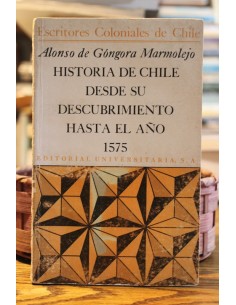 Escritores Coloniales de Chile
Alonso de Góngora Marmolejo
HISTORIA DE CHILE
DESDE SU
DESCUBRIMIENTO
HASTA EL AÑO
1575
EDITORIAL UNIVERSITARIA, S. A.